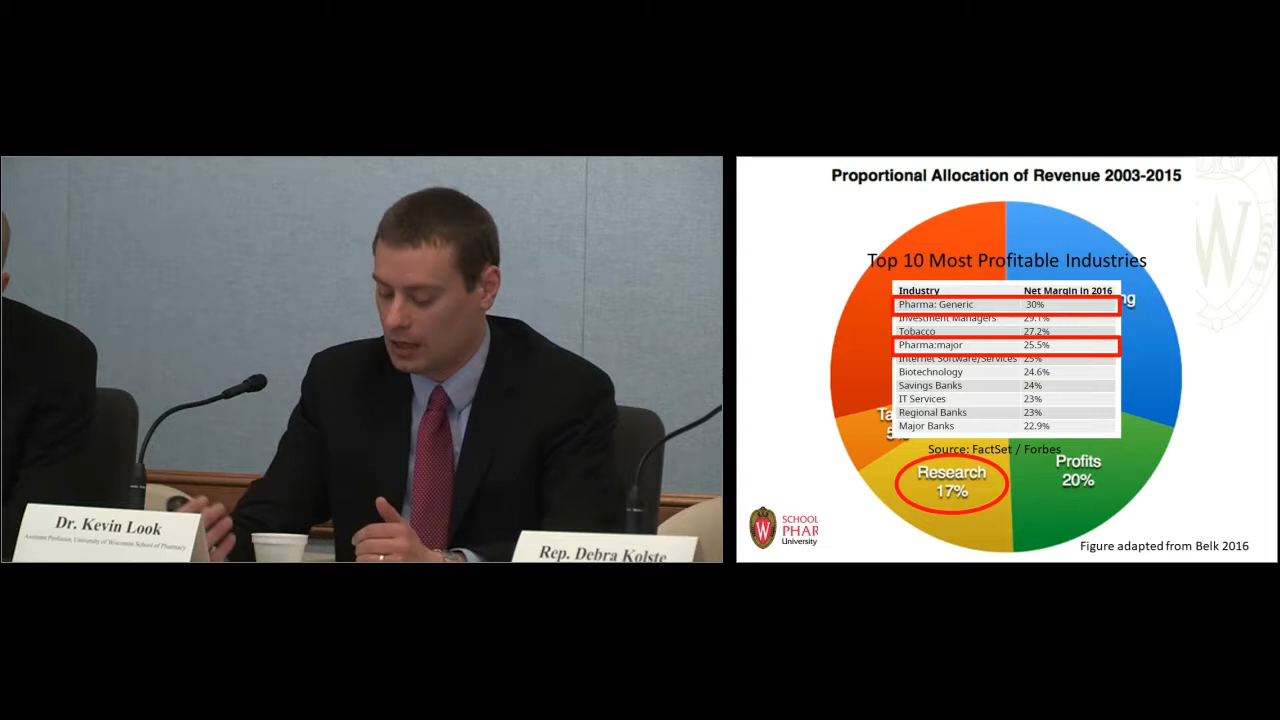 Dr. Kevin Look
Assistant Professor, University of Wisconsin School of Pharmacy
Rep. Debra Kolste
Proportional Allocation of Revenue 2003-2015
Top 10 Most Profitable Industries
Industry Net Margin in 2016
Pharma: Generic 30%
Investment Managers 29.1%
Tobacco 27.2%
Pharma:major 25.5%
Internet Software/Services 25%
Biotechnology 24.6%
Savings Banks 24%
IT Services 23%
Regional Banks 23%
Major Banks 22.9%
Source: FactSet / Forbes
Research
17%
Profits
20%
W
SCHOOL
PHAR
University
Figure adapted from Belk 2016